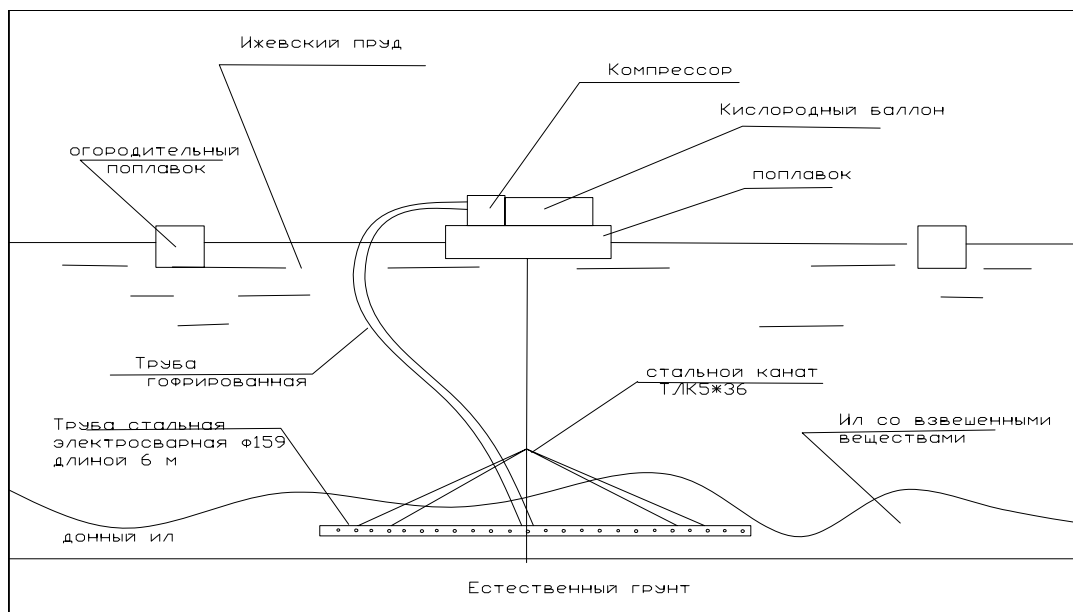 Ижевский пруд
Компрессор
Кислородный баллон
огородительный
поплавок
поплавок
Труба
гофрированная
стальной канат
ТЛК5*36
Труба стальная
электросварная Ф159
длиной 6 м
Ил со взвешенными
веществами
донный ил
Естественный грунт